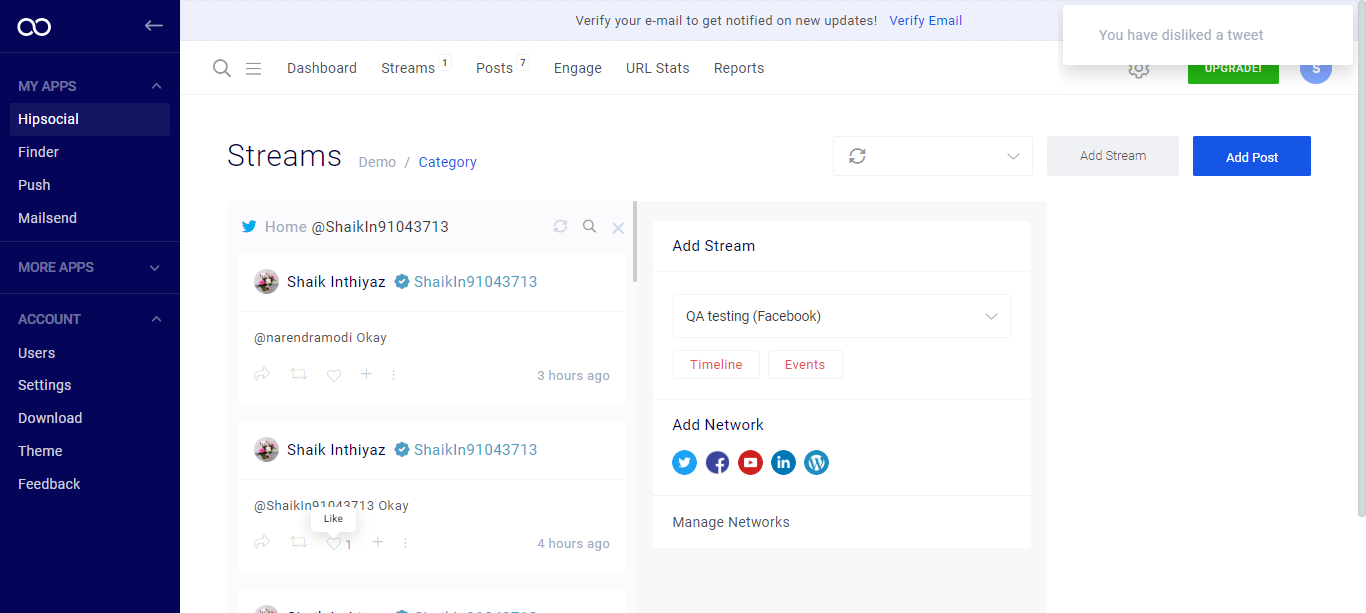 Verify your e-mail to get notified on new updates! Verify Email
You have disliked a tweet
Dashboard Streams 1 Posts 7 Engage URL Stats Reports UPGRADE! S
MY APPS
Hipsocial
Finder
Push
Mailsend
MORE APPS
ACCOUNT
Users
Settings
Download
Theme
Feedback
Streams Demo / Category
Add Stream
Add Post
Home @ShaikIn91043713
Shaik Inthiyaz ShaikIn91043713
@narendramodi Okay
3 hours ago
Shaik Inthiyaz ShaikIn91043713
@ShaikIn91043713 Okay
Like
1
4 hours ago
Shaik Inthiyaz ShaikIn91043713
Add Stream
QA testing (Facebook)
Timeline Events
Add Network
Manage Networks